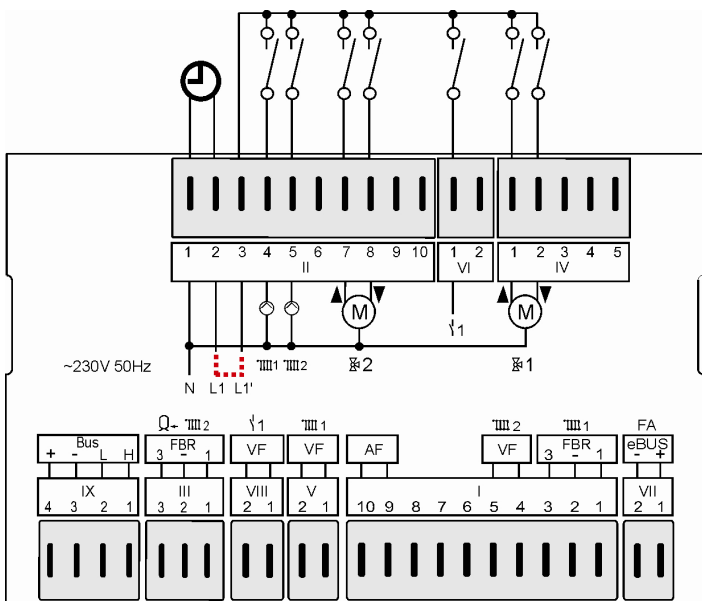 1 2 3 4 5 6 7 8 9 10 1 2 1 2 3 4 5
II VI IV
M M
1
~230V 50Hz 1 2 2 1
N L1 L1'
2 1 1 2 1 FA
Bus FBR VF VF AF VF FBR eBUS
+ - L H 3 - 1 3 - 1 - +
IX III VIII V I VII
4 3 2 1 3 2 1 2 1 2 1 10 9 8 7 6 5 4 3 2 1 2 1